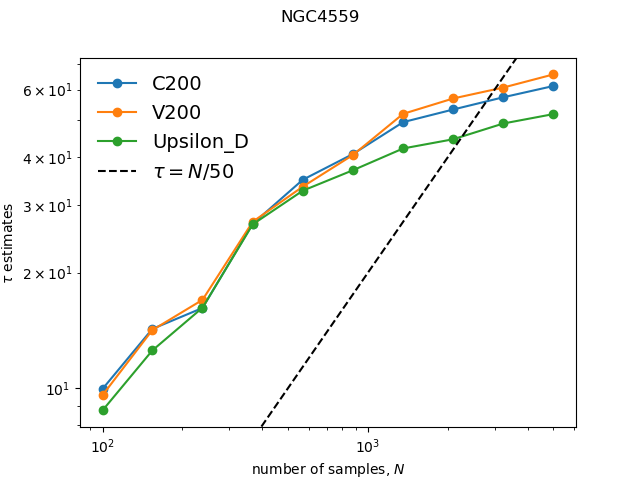 NGC4559
C200
V200
Upsilon_D
τ = N/50
6 × 10¹
4 × 10¹
3 × 10¹
2 × 10¹
10¹
τ estimates
10² 10³
number of samples, N